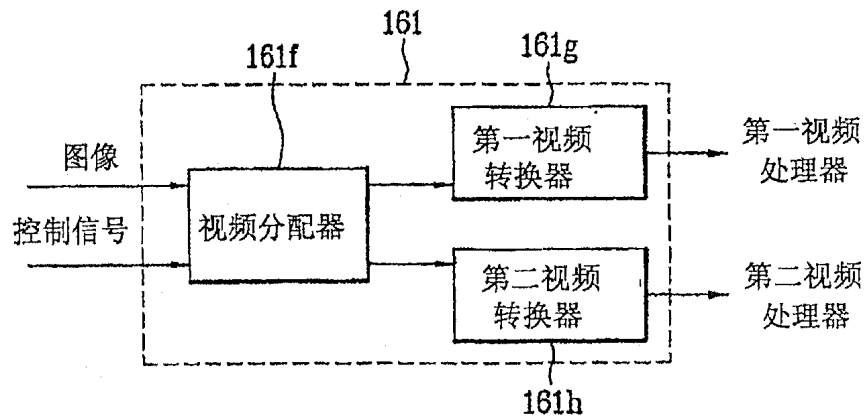 161
161f
161g
图像
控制信号
视频分配器
第一视频
转换器
第一视频
处理器
第二视频
转换器
第二视频
处理器
161h